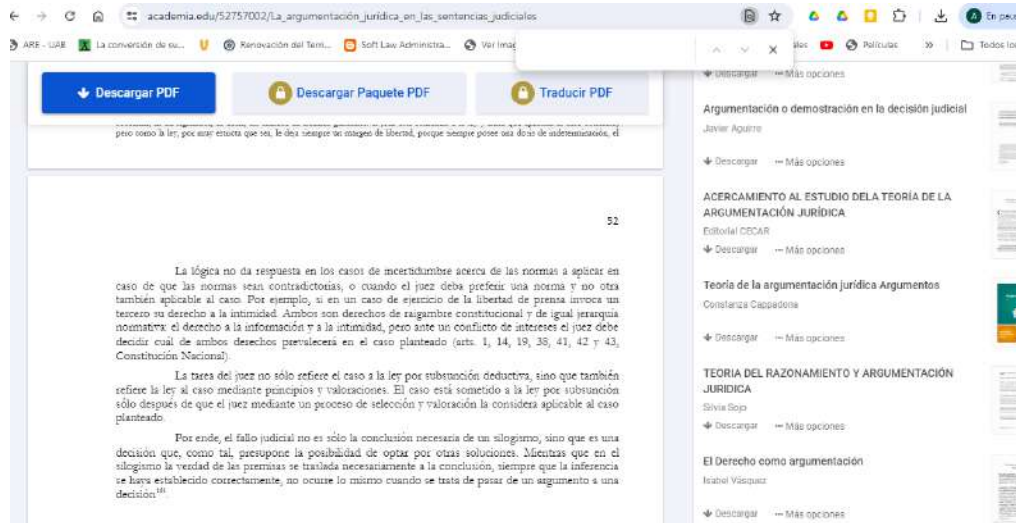 academia.edu/52757002/La_argumentación_jurídica_en_las_sentencias_judiciales
En pau
ARE - UAB
La conversión de su...
Renovación del Tem...
Soft Law Administra...
Ver Imag
Películas
»
Todos los
Descargar PDF
Descargar Paquete PDF
Traducir PDF
pero como la ley, por muy estricta que sea, le deja siempre un margen de libertad, porque siempre posee una dosis de indeterminación, el
52
La lógica no da respuesta en los casos de incertidumbre acerca de las normas a aplicar en
caso de que las normas sean contradictorias, o cuando el juez deba preferir una norma y no otra
también aplicable al caso. Por ejemplo, si en un caso de ejercicio de la libertad de prensa invoca un
tercero su derecho a la intimidad. Ambos son derechos de raigambre constitucional y de igual jerarquía
normativa: el derecho a la información y a la intimidad, pero ante un conflicto de intereses el juez debe
decidir cuál de ambos derechos prevalecerá en el caso planteado (arts. 1, 14, 19, 38, 41, 42 y 43,
Constitución Nacional).
La tarea del juez no sólo refiere el caso a la ley por subsunción deductiva, sino que también
refiere la ley al caso mediante principios y valoraciones. El caso está sometido a la ley por subsunción
sólo después de que el juez mediante un proceso de selección y valoración la considera aplicable al caso
planteado.
Por ende, el fallo judicial no es sólo la conclusión necesaria de un silogismo, sino que es una
decisión que, como tal, presupone la posibilidad de optar por otras soluciones. Mientras que en el
silogismo la verdad de las premisas se traslada necesariamente a la conclusión, siempre que la inferencia
se haya establecido correctamente, no ocurre lo mismo cuando se trata de pasar de un argumento a una
decisión
Descargar ··· Más opciones
Argumentación o demostración en la decisión judicial
Javier Aguirre
Descargar ··· Más opciones
ACERCAMIENTO AL ESTUDIO DELA TEORÍA DE LA
ARGUMENTACIÓN JURÍDICA
Editorial CECAR
Descargar ··· Más opciones
Teoría de la argumentación jurídica Argumentos
Constanza Cappadona
Descargar ··· Más opciones
TEORIA DEL RAZONAMIENTO Y ARGUMENTACIÓN
JURIDICA
Silvia Sojo
Descargar ··· Más opciones
El Derecho como argumentación
Isabel Vásquez
Descargar ··· Más opciones